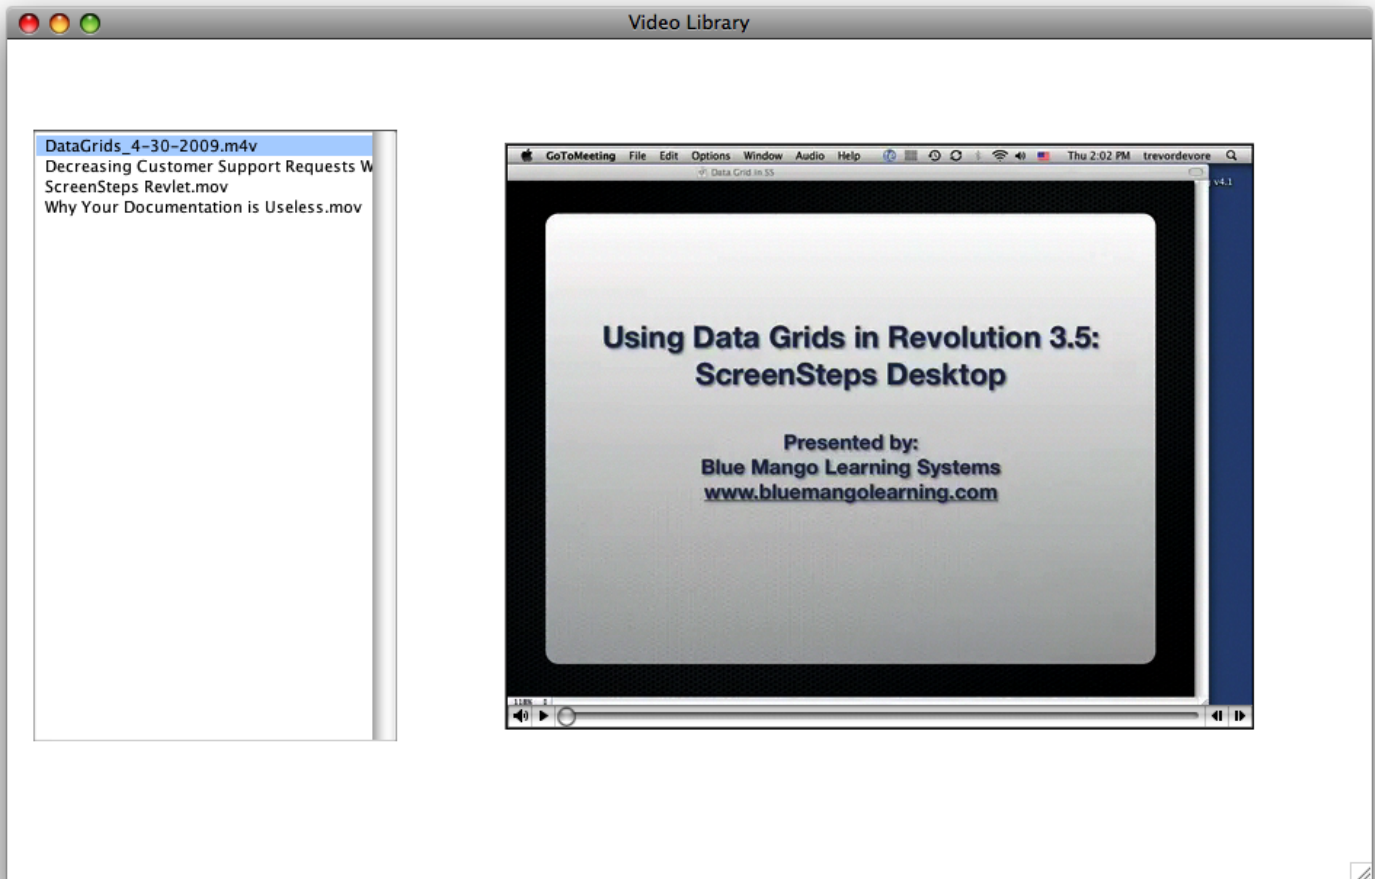 Video Library
DataGrids_4-30-2009.m4v
Decreasing Customer Support Requests W
ScreenSteps Revlet.mov
Why Your Documentation is Useless.mov
GoToMeeting File Edit Options Window Audio Help Thu 2:02 PM trevordevore
Data Grid in SS
v4.1
Using Data Grids in Revolution 3.5:
ScreenSteps Desktop
Presented by:
Blue Mango Learning Systems
www.bluemangolearning.com